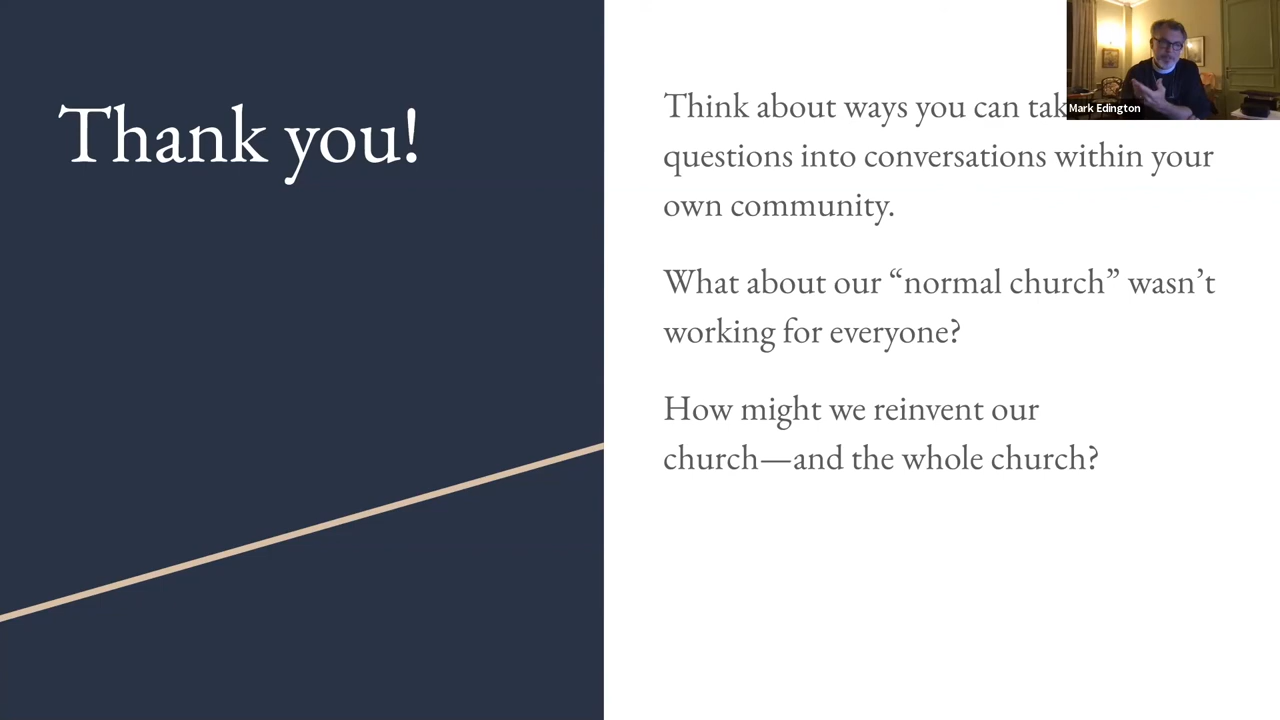 Thank you!
Think about ways you can
questions into conversations within your
own community.
What about our “normal church” wasn’t
working for everyone?
How might we reinvent our
church—and the whole church?
Mark Edington